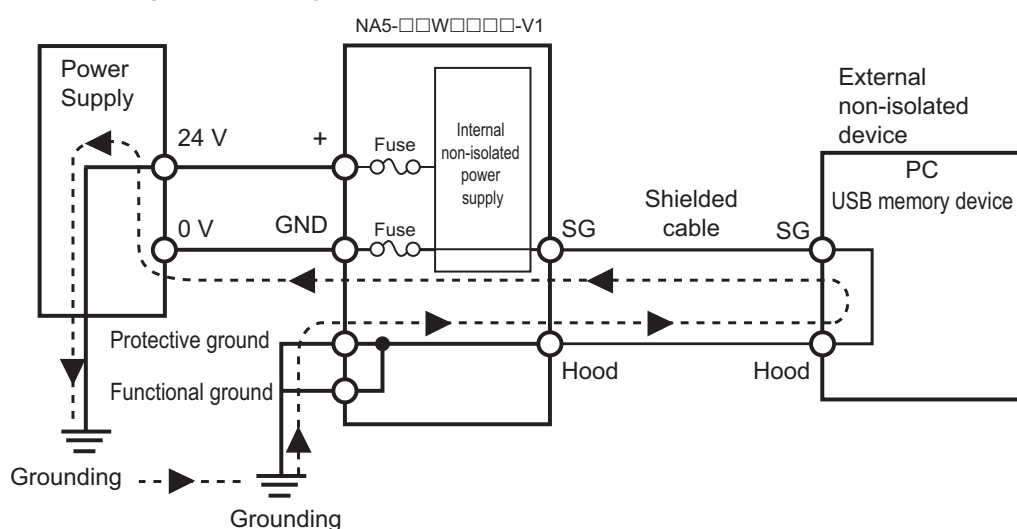 NA5-□□W□□□□-V1
Power
Supply
24 V
+
Fuse
Internal
non-isolated
power
supply
External
non-isolated
device
PC
USB memory device
0 V
GND
Fuse
SG
Shielded
cable
SG
Protective ground
Functional ground
Hood
Hood
Grounding
Grounding